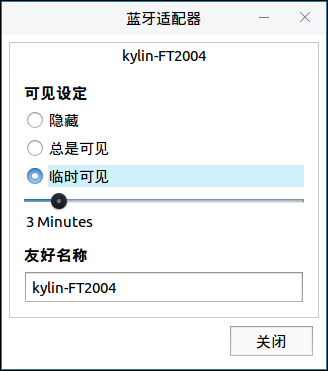 蓝牙适配器
kylin-FT2004
可见设定
隐藏
总是可见
临时可见
3 Minutes
友好名称
kylin-FT2004
关闭